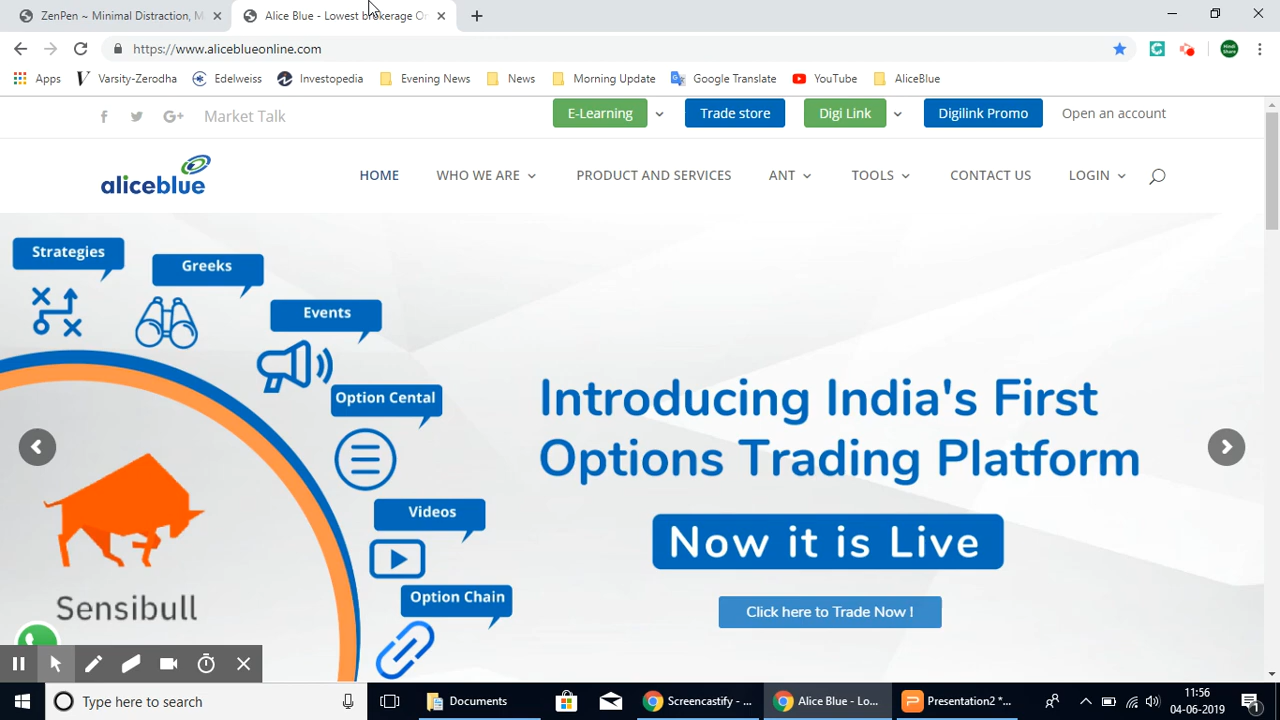 ZenPen ~ Minimal Distraction, M
Alice Blue - Lowest brokerage Or
https://www.aliceblueonline.com
Apps
Varsity-Zerodha
Edelweiss
Investopedia
Evening News
News
Morning Update
Google Translate
YouTube
AliceBlue
Market Talk
E-Learning
Trade store
Digi Link
Digilink Promo
Open an account
aliceblue
HOME
WHO WE ARE
PRODUCT AND SERVICES
ANT
TOOLS
CONTACT US
LOGIN
Strategies
Greeks
Events
Option Cental
Videos
Option Chain
Sensibull
Introducing India's First
Options Trading Platform
Now it is Live
Click here to Trade Now !
Type here to search
Documents
Screencastify - ...
Alice Blue - Lo...
Presentation2 *...
11:56
04-06-2019